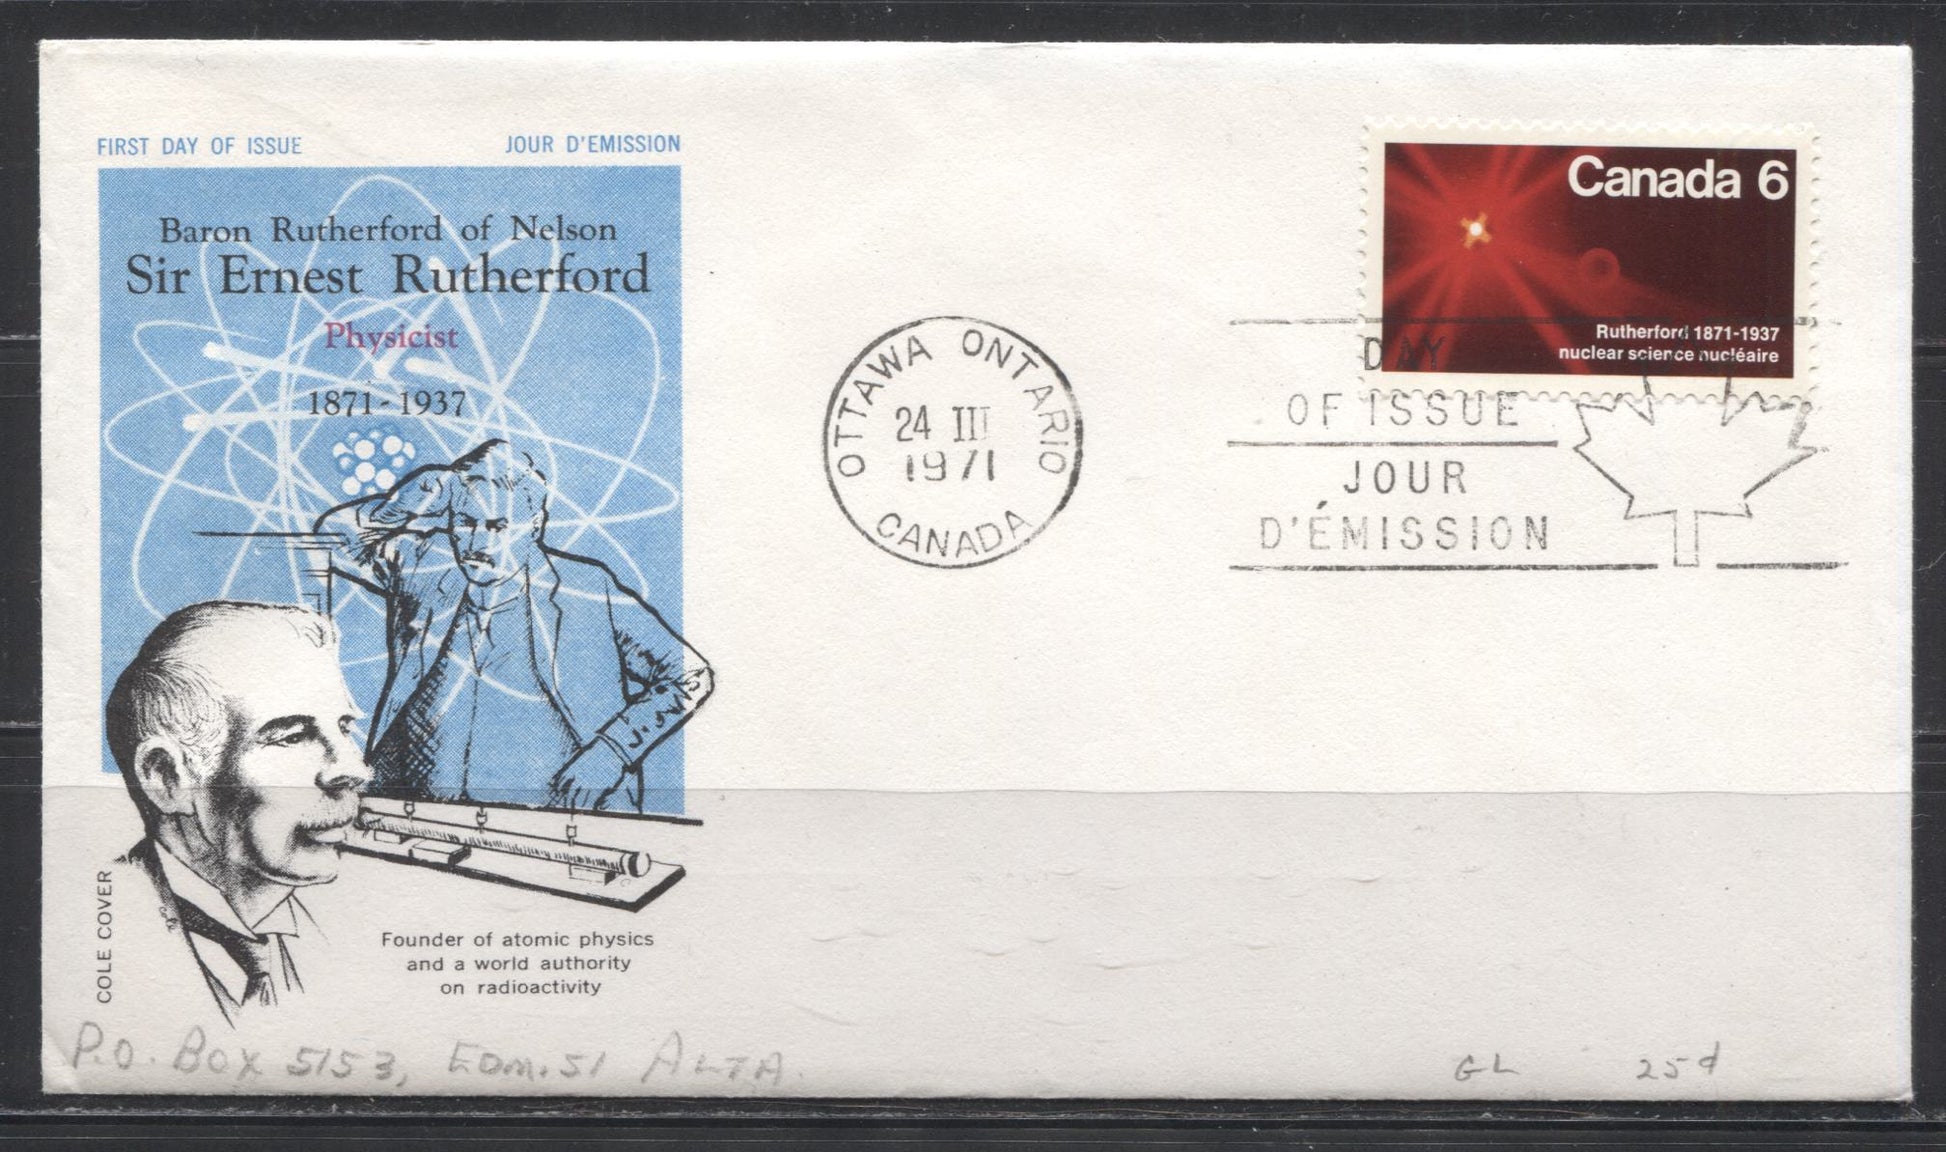 FIRST DAY OF ISSUE JOUR D'EMISSION
Baron Rutherford of Nelson
Sir Ernest Rutherford
Physicist
1871-1937
Founder of atomic physics
and a world authority
on radioactivity
COLE COVER
OTTAWA ONTARIO
24 III
1971
CANADA
Canada 6
Rutherford 1871-1937
nuclear science nucléaire
DAY
OF ISSUE
JOUR
D'ÉMISSION
P.O. BOX 5153, EDM. 51 ALTA.
GL 25¢